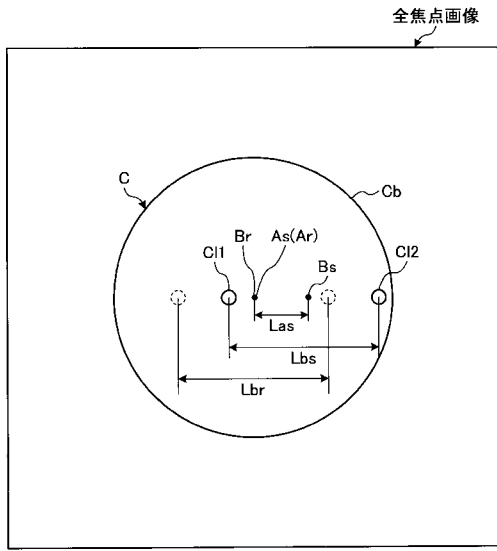 全焦点画像
C
Cb
Br
As(Ar)
Cl1
Bs
Cl2
Las
Lbs
Lbr